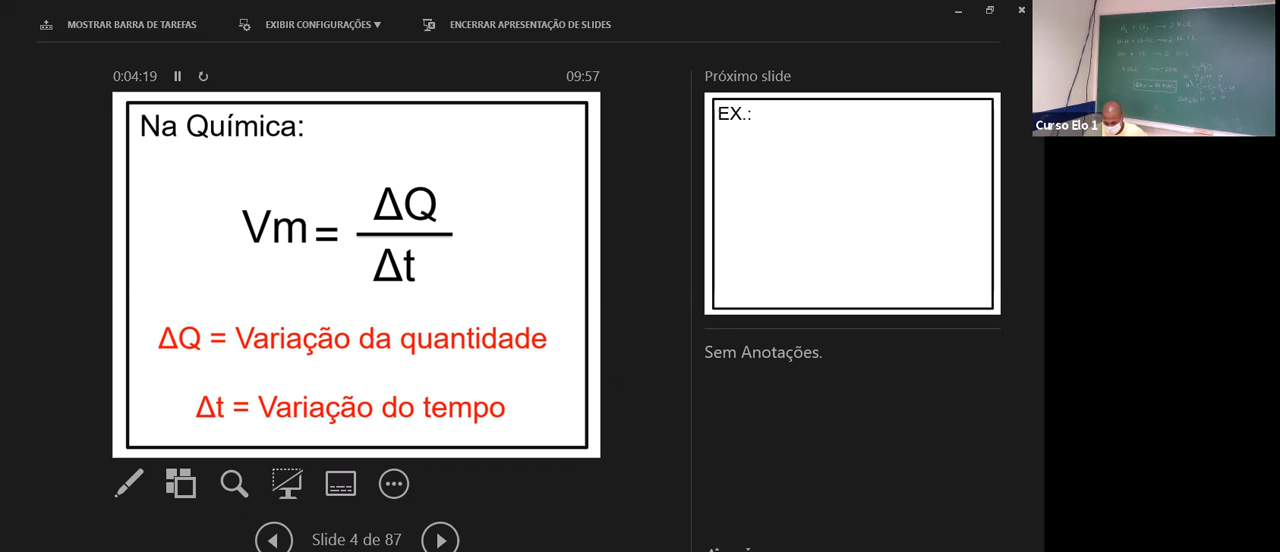 MOSTRAR BARRA DE TAREFAS
EXIBIR CONFIGURAÇÕES ▼
ENCERRAR APRESENTAÇÃO DE SLIDES
0:04:19
09:57
Na Química:
Vm = ΔQ
Δt
ΔQ = Variação da quantidade
Δt = Variação do tempo
Slide 4 de 87
Próximo slide
EX.:
Sem Anotações.
Curso Elo 1